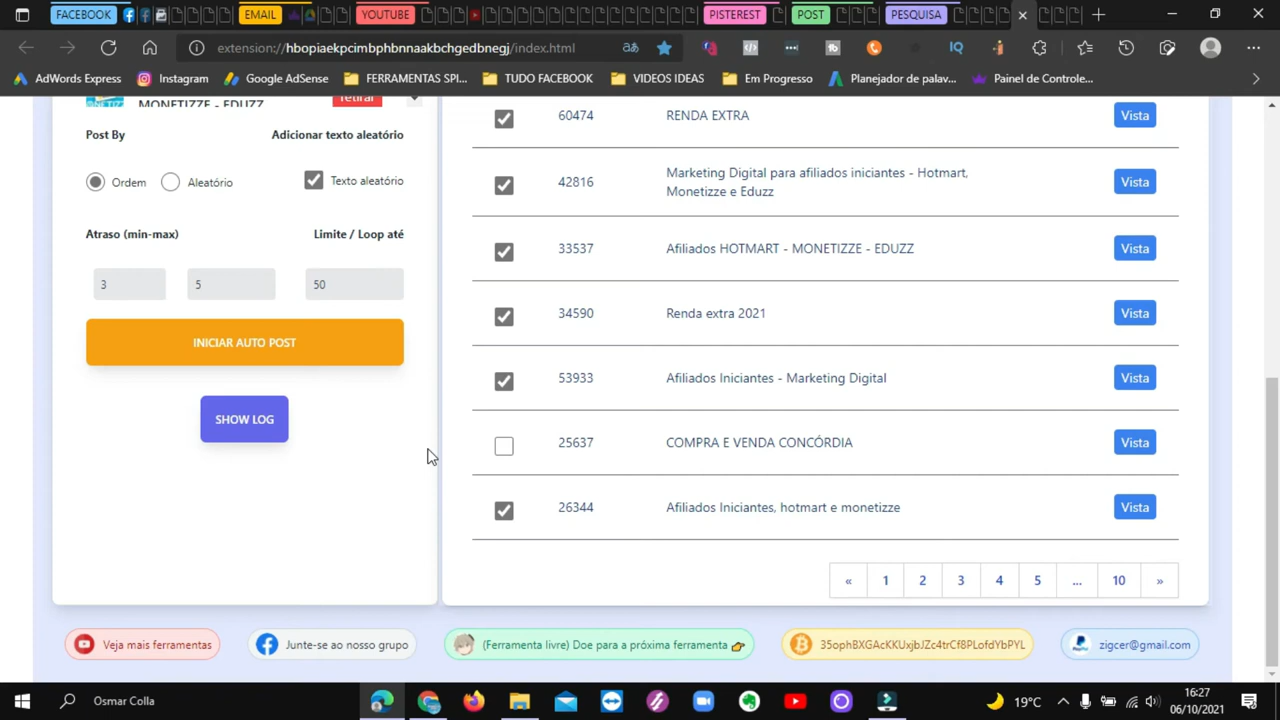 FACEBOOK
EMAIL
YOUTUBE
PISTEREST
POST
PESQUISA
extension://hbopiaekpcimbphbnnaakbchgedbnegj/index.html
AdWords Express
Instagram
Google AdSense
FERRAMENTAS SPI...
TUDO FACEBOOK
VIDEOS IDEAS
Em Progresso
Planejador de palav...
Painel de Controle...
MONETIZZE - EDUZZ
retirar
Post By
Adicionar texto aleatório
Ordem
Aleatório
Texto aleatório
Atraso (min-max)
Limite / Loop até
3
5
50
INICIAR AUTO POST
SHOW LOG
60474 RENDA EXTRA Vista
42816 Marketing Digital para afiliados iniciantes - Hotmart, Vista
Monetizze e Eduzz
33537 Afiliados HOTMART - MONETIZZE - EDUZZ Vista
34590 Renda extra 2021 Vista
53933 Afiliados Iniciantes - Marketing Digital Vista
25637 COMPRA E VENDA CONCÓRDIA Vista
26344 Afiliados Iniciantes, hotmart e monetizze Vista
« 1 2 3 4 5 ... 10 »
Veja mais ferramentas
Junte-se ao nosso grupo
(Ferramenta livre) Doe para a próxima ferramenta
35ophBXGAcKKUxjbJZc4trCf8PLofdYbPYL
zigcer@gmail.com
Osmar Colla
19°C
16:27
06/10/2021